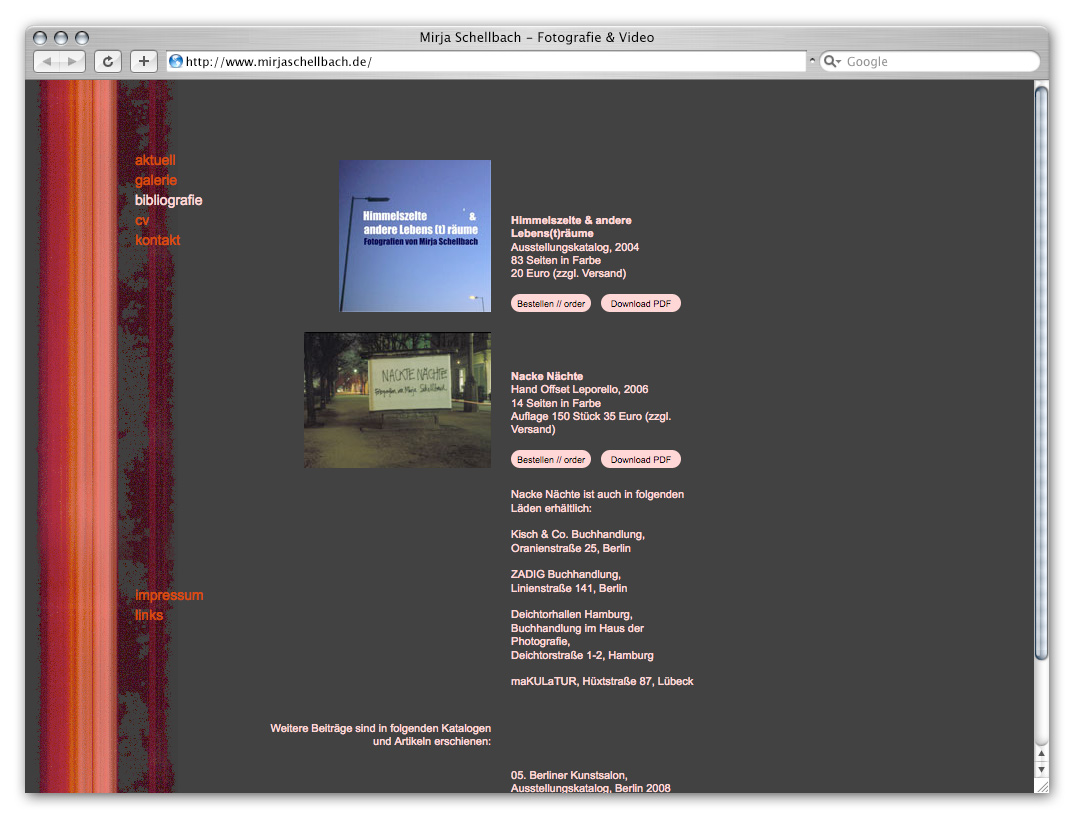 Mirja Schellbach – Fotografie & Video
http://www.mirjaschellbach.de/
Google
aktuell
galerie
bibliografie
cv
kontakt
impressum
links
Himmelszelte &
andere Lebens (t) räume
Fotografien von Mirja Schellbach
Himmelszelte & andere
Lebens(t)räume
Ausstellungskatalog, 2004
83 Seiten in Farbe
20 Euro (zzgl. Versand)
Bestellen // order
Download PDF
NACKTE NÄCHTE
Fotografien von Mirja Schellbach
Nacke Nächte
Hand Offset Leporello, 2006
14 Seiten in Farbe
Auflage 150 Stück 35 Euro (zzgl.
Versand)
Bestellen // order
Download PDF
Nacke Nächte ist auch in folgenden
Läden erhältlich:
Kisch & Co. Buchhandlung,
Oranienstraße 25, Berlin
ZADIG Buchhandlung,
Linienstraße 141, Berlin
Deichtorhallen Hamburg,
Buchhandlung im Haus der
Photografie,
Deichtorstraße 1-2, Hamburg
maKULaTUR, Hüxtstraße 87, Lübeck
Weitere Beiträge sind in folgenden Katalogen
und Artikeln erschienen:
05. Berliner Kunstsalon,
Ausstellungskatalog, Berlin 2008